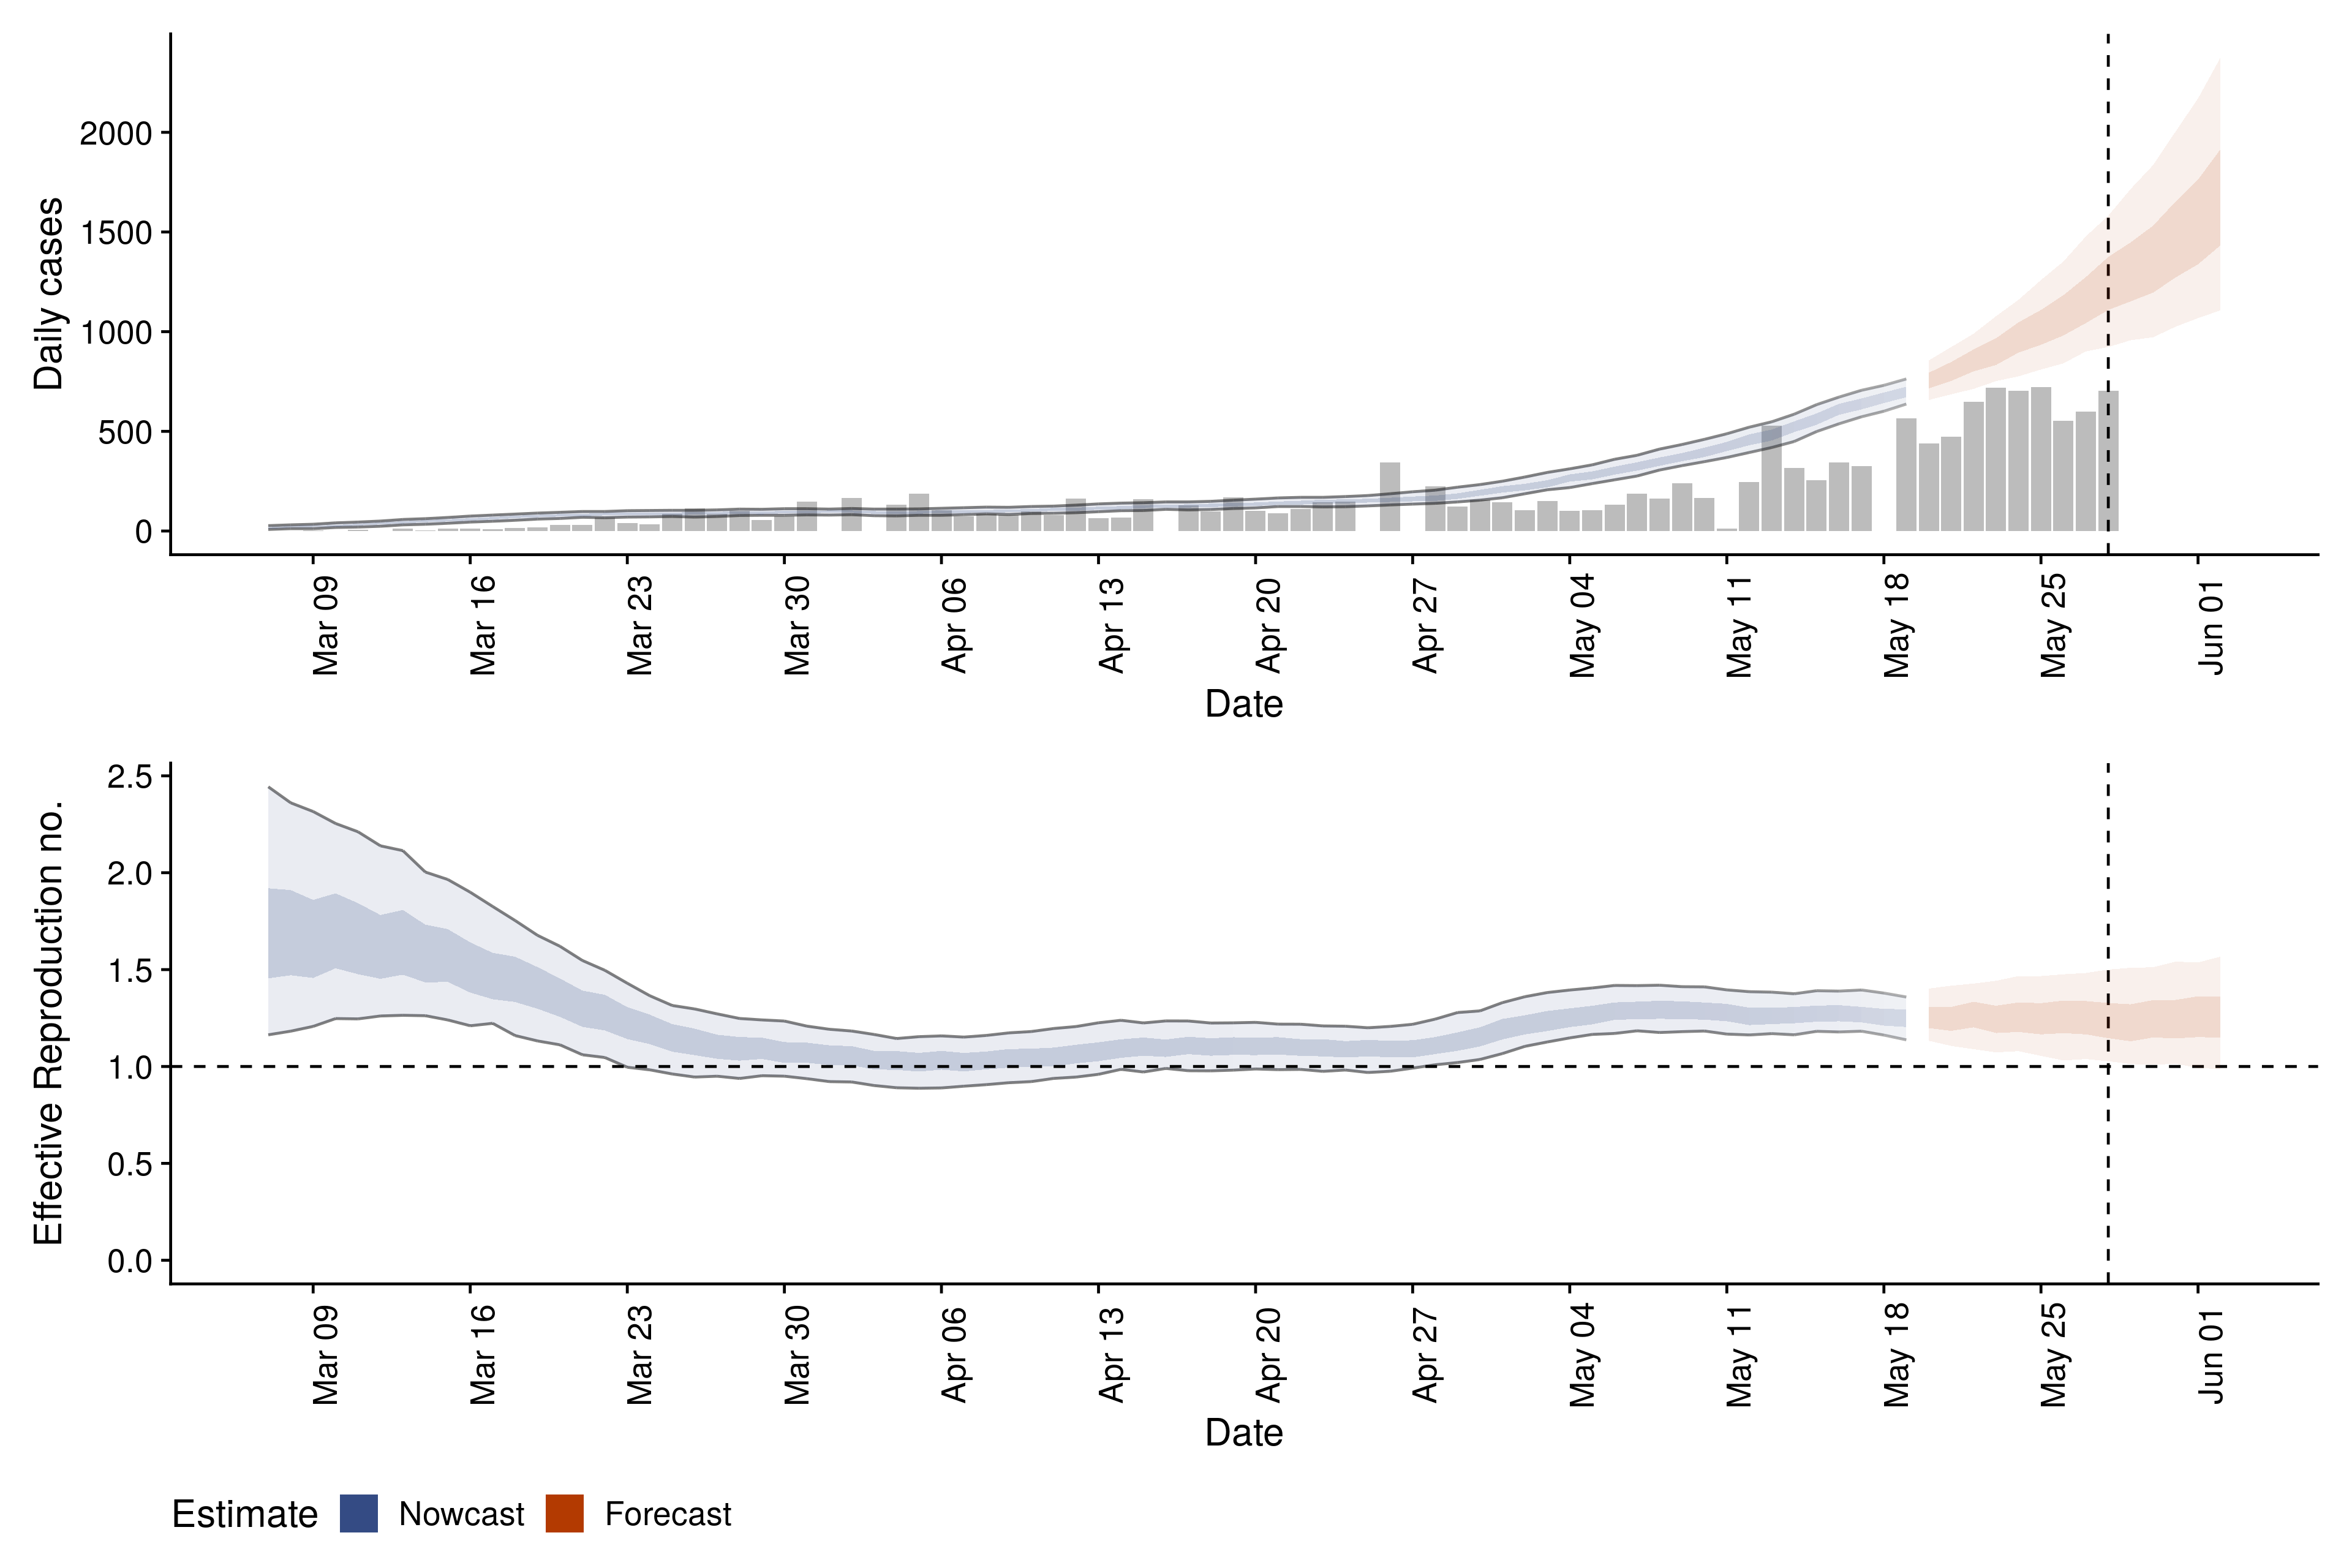 Daily cases
2000
1500
1000
500
0
Mar 09
Mar 16
Mar 23
Mar 30
Apr 06
Apr 13
Apr 20
Apr 27
May 04
May 11
May 18
May 25
Jun 01
Date
Effective Reproduction no.
2.5
2.0
1.5
1.0
0.5
0.0
Mar 09
Mar 16
Mar 23
Mar 30
Apr 06
Apr 13
Apr 20
Apr 27
May 04
May 11
May 18
May 25
Jun 01
Date
Estimate Nowcast Forecast